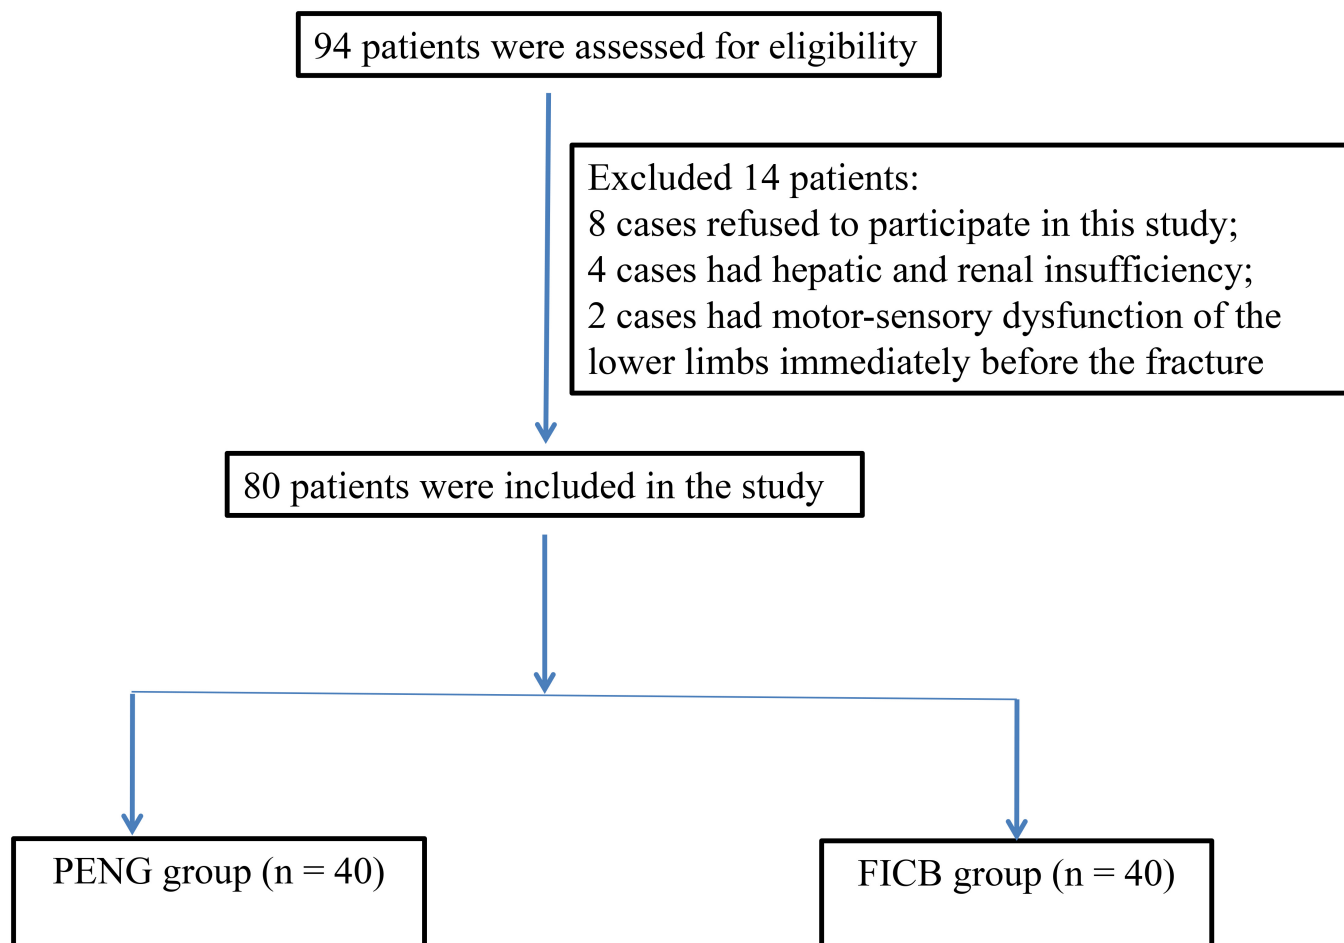 94 patients were assessed for eligibility
Excluded 14 patients:
8 cases refused to participate in this study;
4 cases had hepatic and renal insufficiency;
2 cases had motor-sensory dysfunction of the
lower limbs immediately before the fracture
80 patients were included in the study
PENG group (n = 40)
FICB group (n = 40)